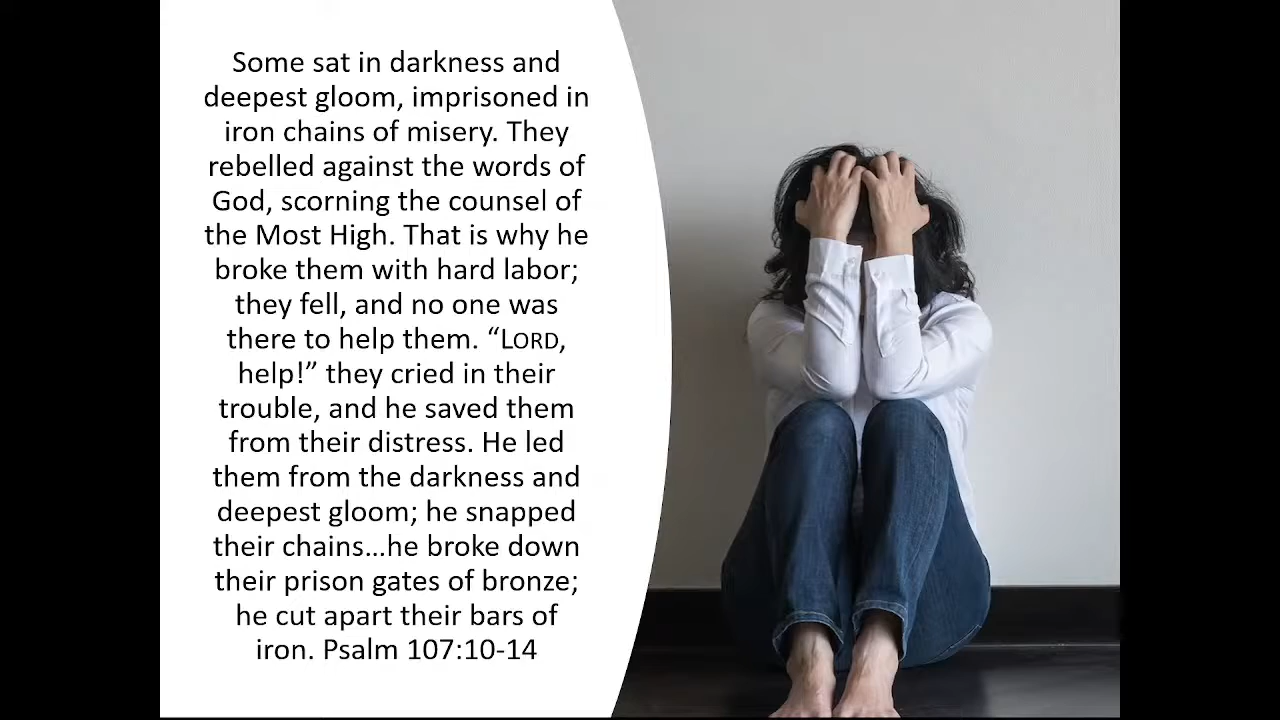 Some sat in darkness and
deepest gloom, imprisoned in
iron chains of misery. They
rebelled against the words of
God, scorning the counsel of
the Most High. That is why he
broke them with hard labor;
they fell, and no one was
there to help them. “LORD,
help!” they cried in their
trouble, and he saved them
from their distress. He led
them from the darkness and
deepest gloom; he snapped
their chains…he broke down
their prison gates of bronze;
he cut apart their bars of
iron. Psalm 107:10-14